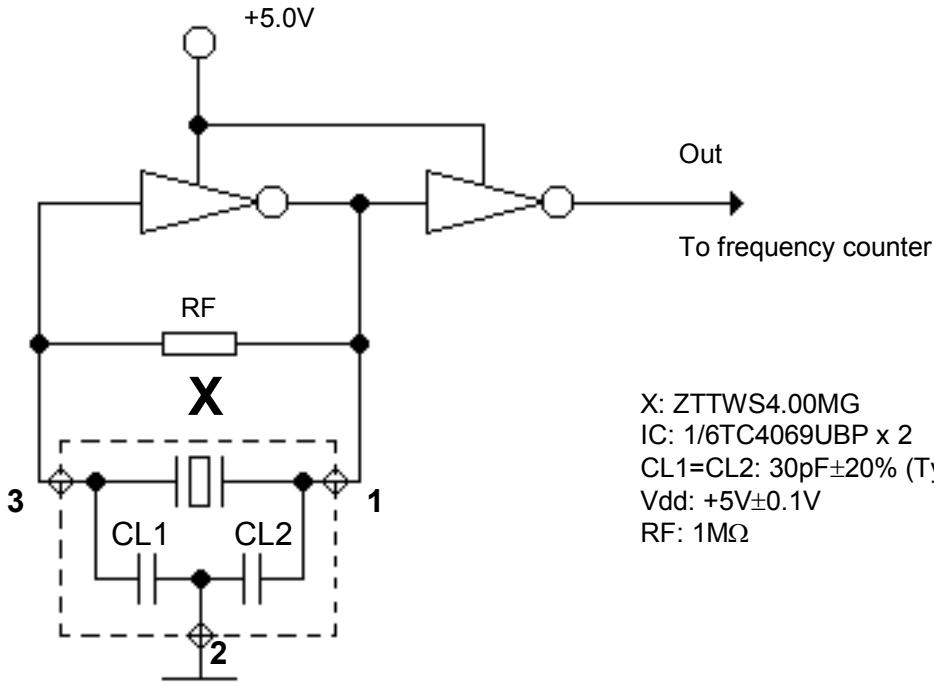 +5.0V
Out
To frequency counter
RF
X
X: ZTTWS4.00MG
IC: 1/6TC4069UBP x 2
CL1=CL2: 30pF±20% (Ty
Vdd: +5V±0.1V
RF: 1MΩ
3
1
CL1
CL2
2